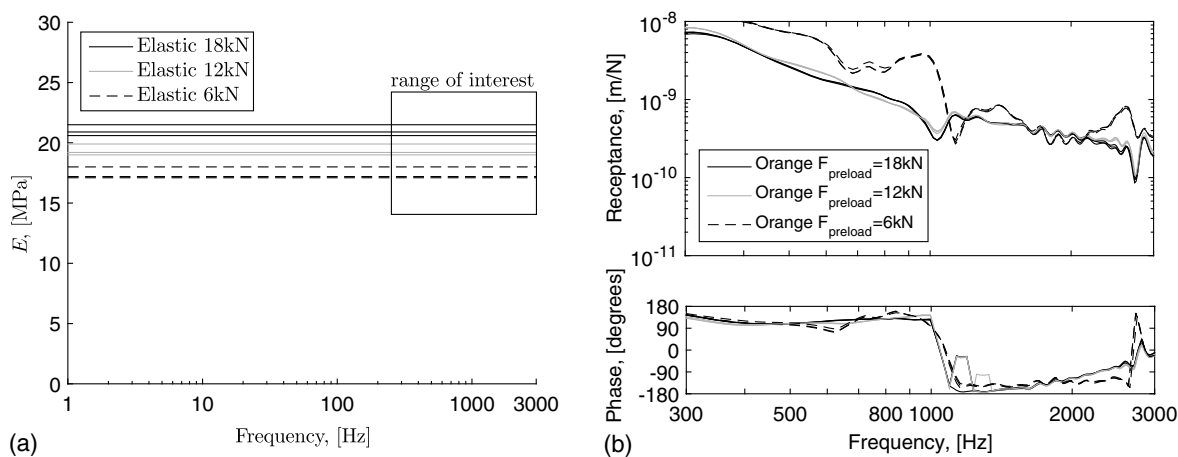 30
25
20
15
10
5
0
E, [MPa]
Elastic 18kN
Elastic 12kN
Elastic 6kN
range of interest
1
10
100
1000
3000
Frequency, [Hz]
(a)
10^-8
10^-9
10^-10
10^-11
Receptance, [m/N]
Orange F_preload=18kN
Orange F_preload=12kN
Orange F_preload=6kN
180
90
0
-90
-180
Phase, [degrees]
300
500
800
1000
2000
3000
Frequency, [Hz]
(b)